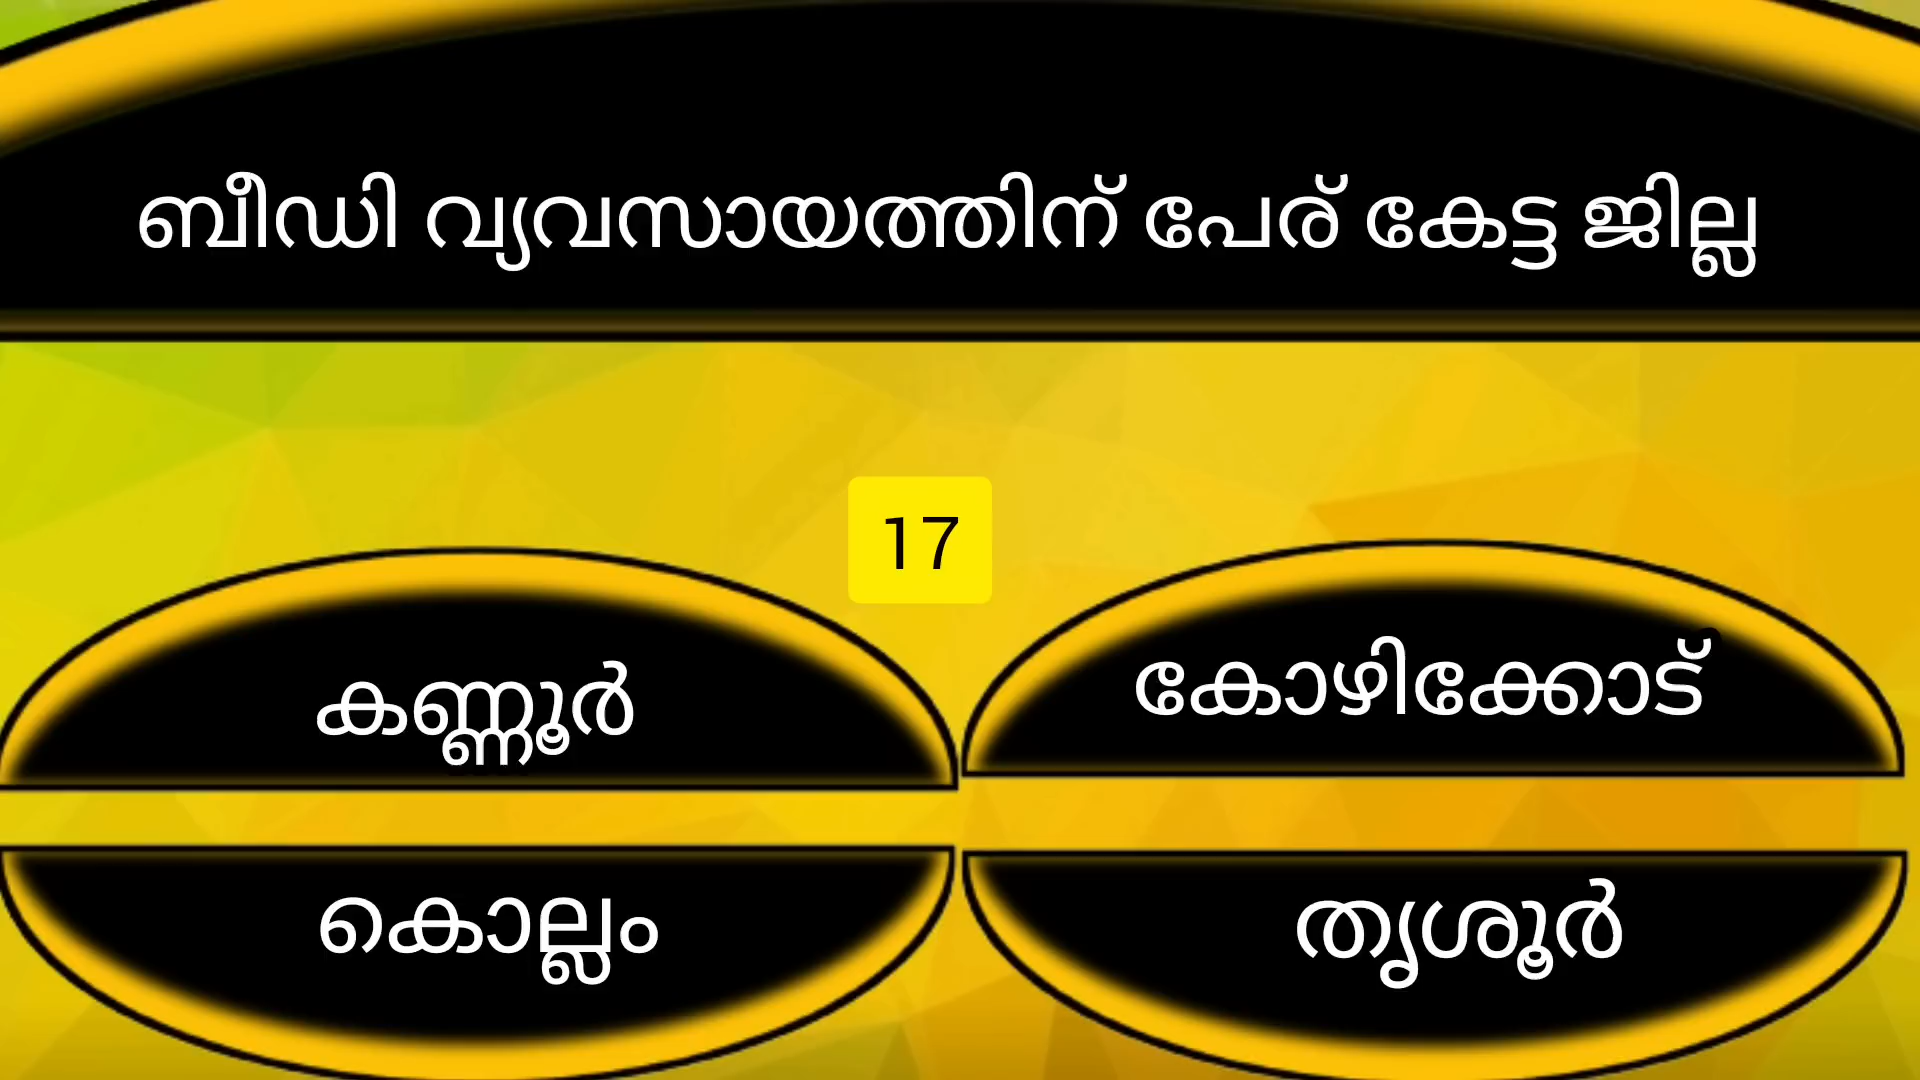 ബീഡി വ്യവസായത്തിന് പേര് കേട്ട ജില്ല
17
കണ്ണൂർ
കോഴിക്കോട്
കൊല്ലം
തൃശൂർ